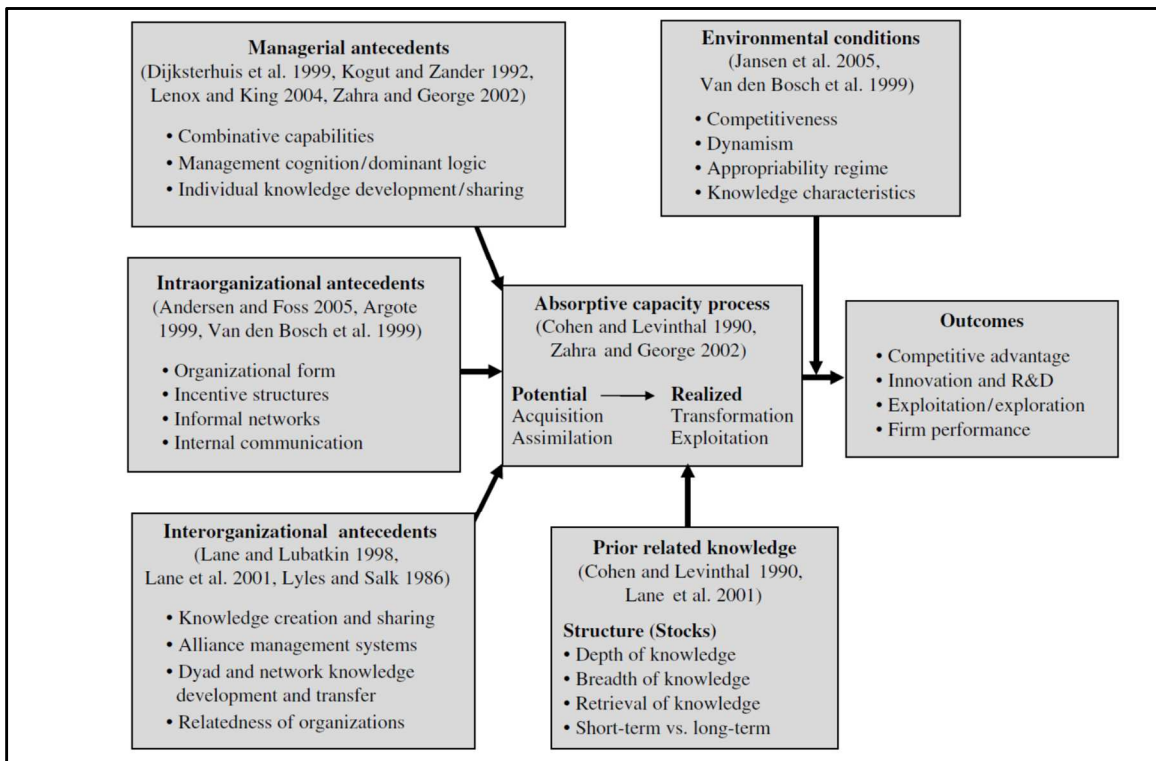 Managerial antecedents
(Dijksterhuis et al. 1999, Kogut and Zander 1992,
Lenox and King 2004, Zahra and George 2002)
• Combinative capabilities
• Management cognition/dominant logic
• Individual knowledge development/sharing
Environmental conditions
(Jansen et al. 2005,
Van den Bosch et al. 1999)
• Competitiveness
• Dynamism
• Appropriability regime
• Knowledge characteristics
Intraorganizational antecedents
(Andersen and Foss 2005, Argote
1999, Van den Bosch et al. 1999)
• Organizational form
• Incentive structures
• Informal networks
• Internal communication
Absorptive capacity process
(Cohen and Levinthal 1990,
Zahra and George 2002)
Potential
Acquisition
Assimilation
Realized
Transformation
Exploitation
Outcomes
• Competitive advantage
• Innovation and R&D
• Exploitation/exploration
• Firm performance
Interorganizational antecedents
(Lane and Lubatkin 1998,
Lane et al. 2001, Lyles and Salk 1986)
• Knowledge creation and sharing
• Alliance management systems
• Dyad and network knowledge
development and transfer
• Relatedness of organizations
Prior related knowledge
(Cohen and Levinthal 1990,
Lane et al. 2001)
Structure (Stocks)
• Depth of knowledge
• Breadth of knowledge
• Retrieval of knowledge
• Short-term vs. long-term